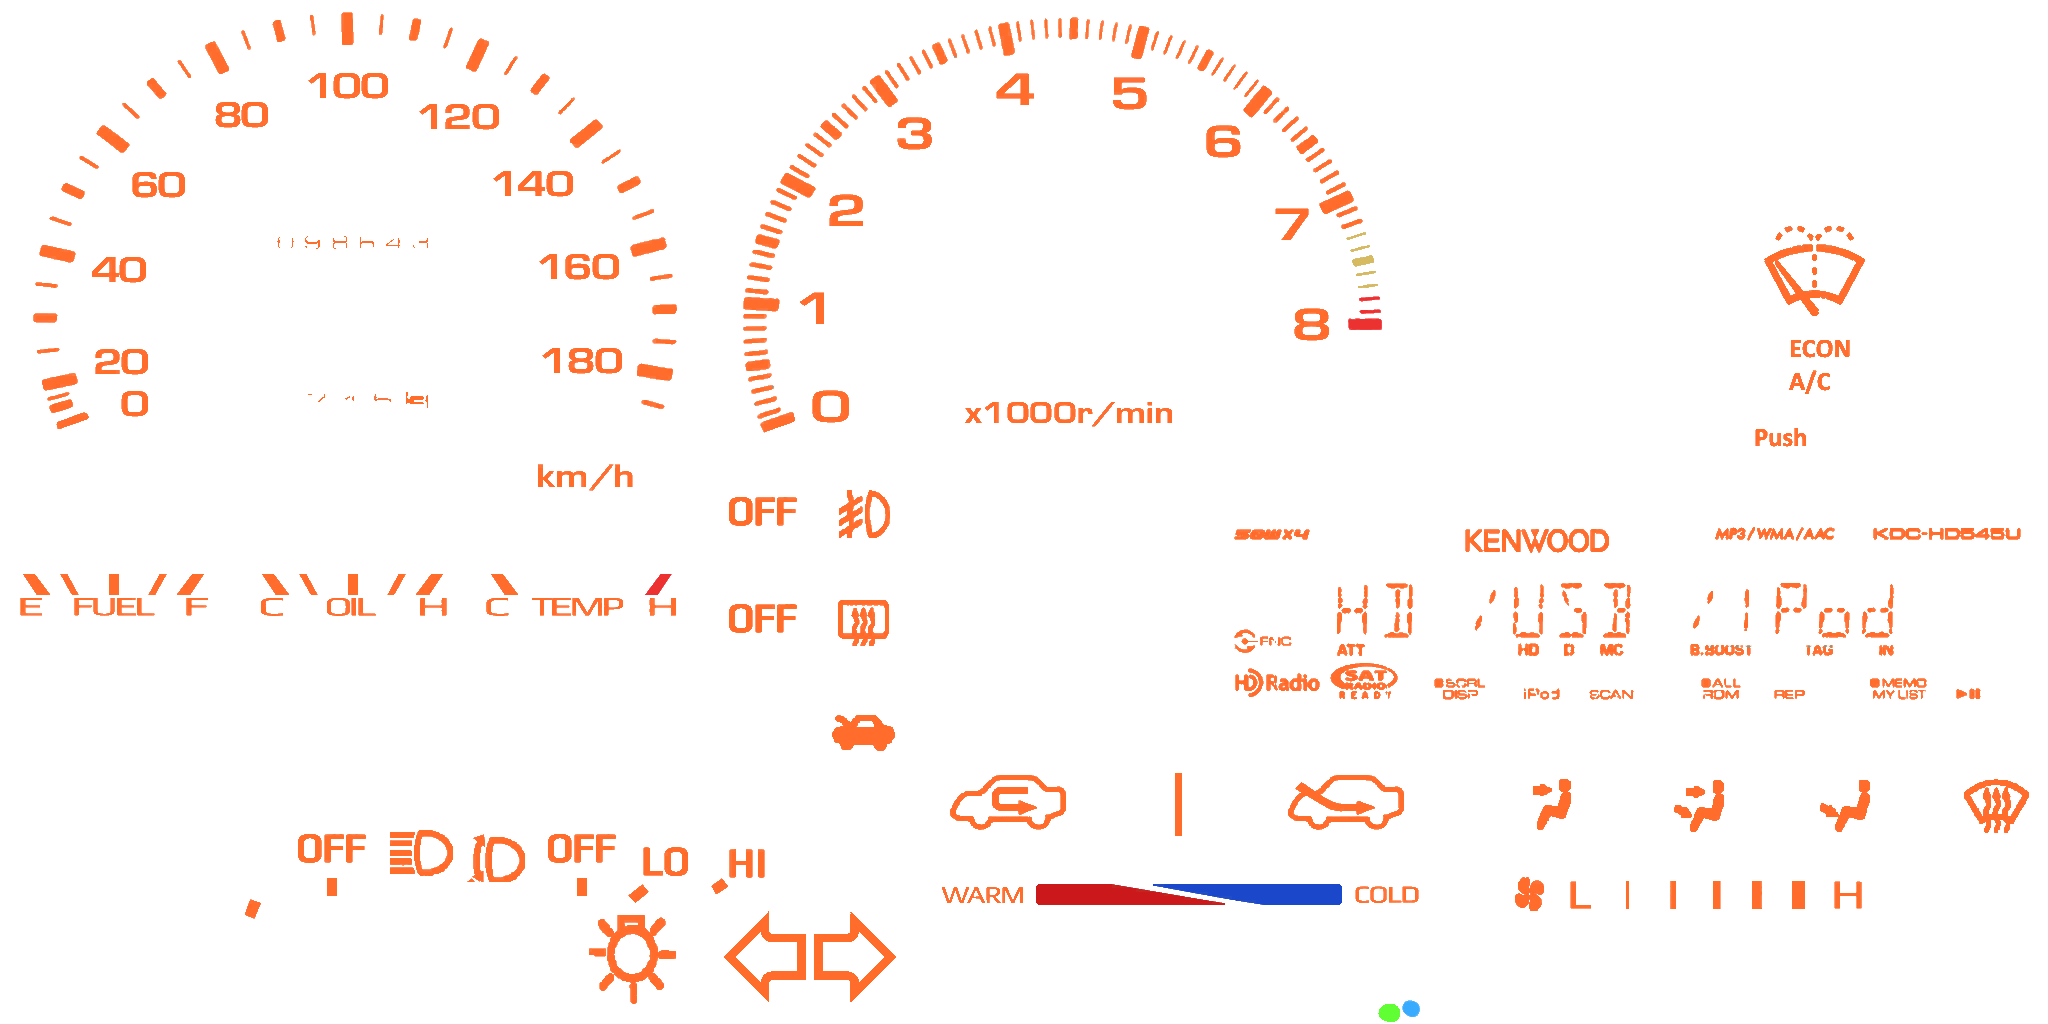 100
80
120
60
140
40
160
20
180
0
km/h
4
5
3
6
2
7
1
8
0
x1000r/min
ECON
A/C
Push
OFF
OFF
E FUEL F
C OIL H
C TEMP H
50W X4
KENWOOD
MP3/WMA/AAC
KDC-HD545U
HD /USB /iPod
FNC
ATT HD D MC B.BOOST TAG IN
HD Radio
SAT
RADIO
READY
SCRL
DISP
iPod
SCAN
ALL
RDM
REP
MEMO
MY LIST
OFF
OFF
LO
HI
WARM
COLD
L
H